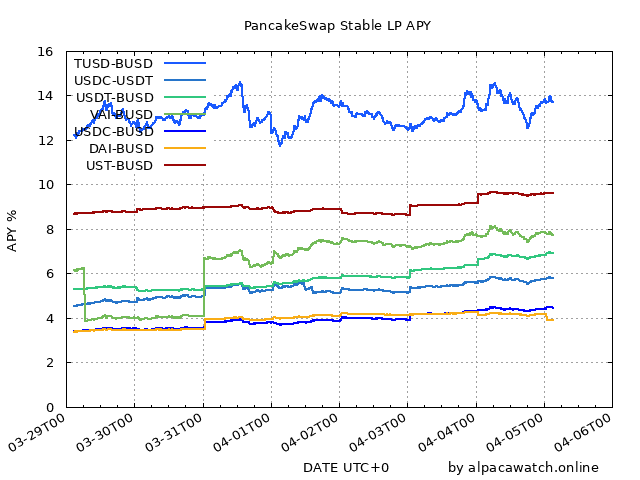 PancakeSwap Stable LP APY
16
14
12
10
8
6
4
2
0
APY %
TUSD-BUSD
USDC-USDT
USDT-BUSD
VAI-BUSD
USDC-BUSD
DAI-BUSD
UST-BUSD
03-29T00
03-30T00
03-31T00
04-01T00
04-02T00
04-03T00
04-04T00
04-05T00
04-06T00
DATE UTC+0
by alpacawatch.online